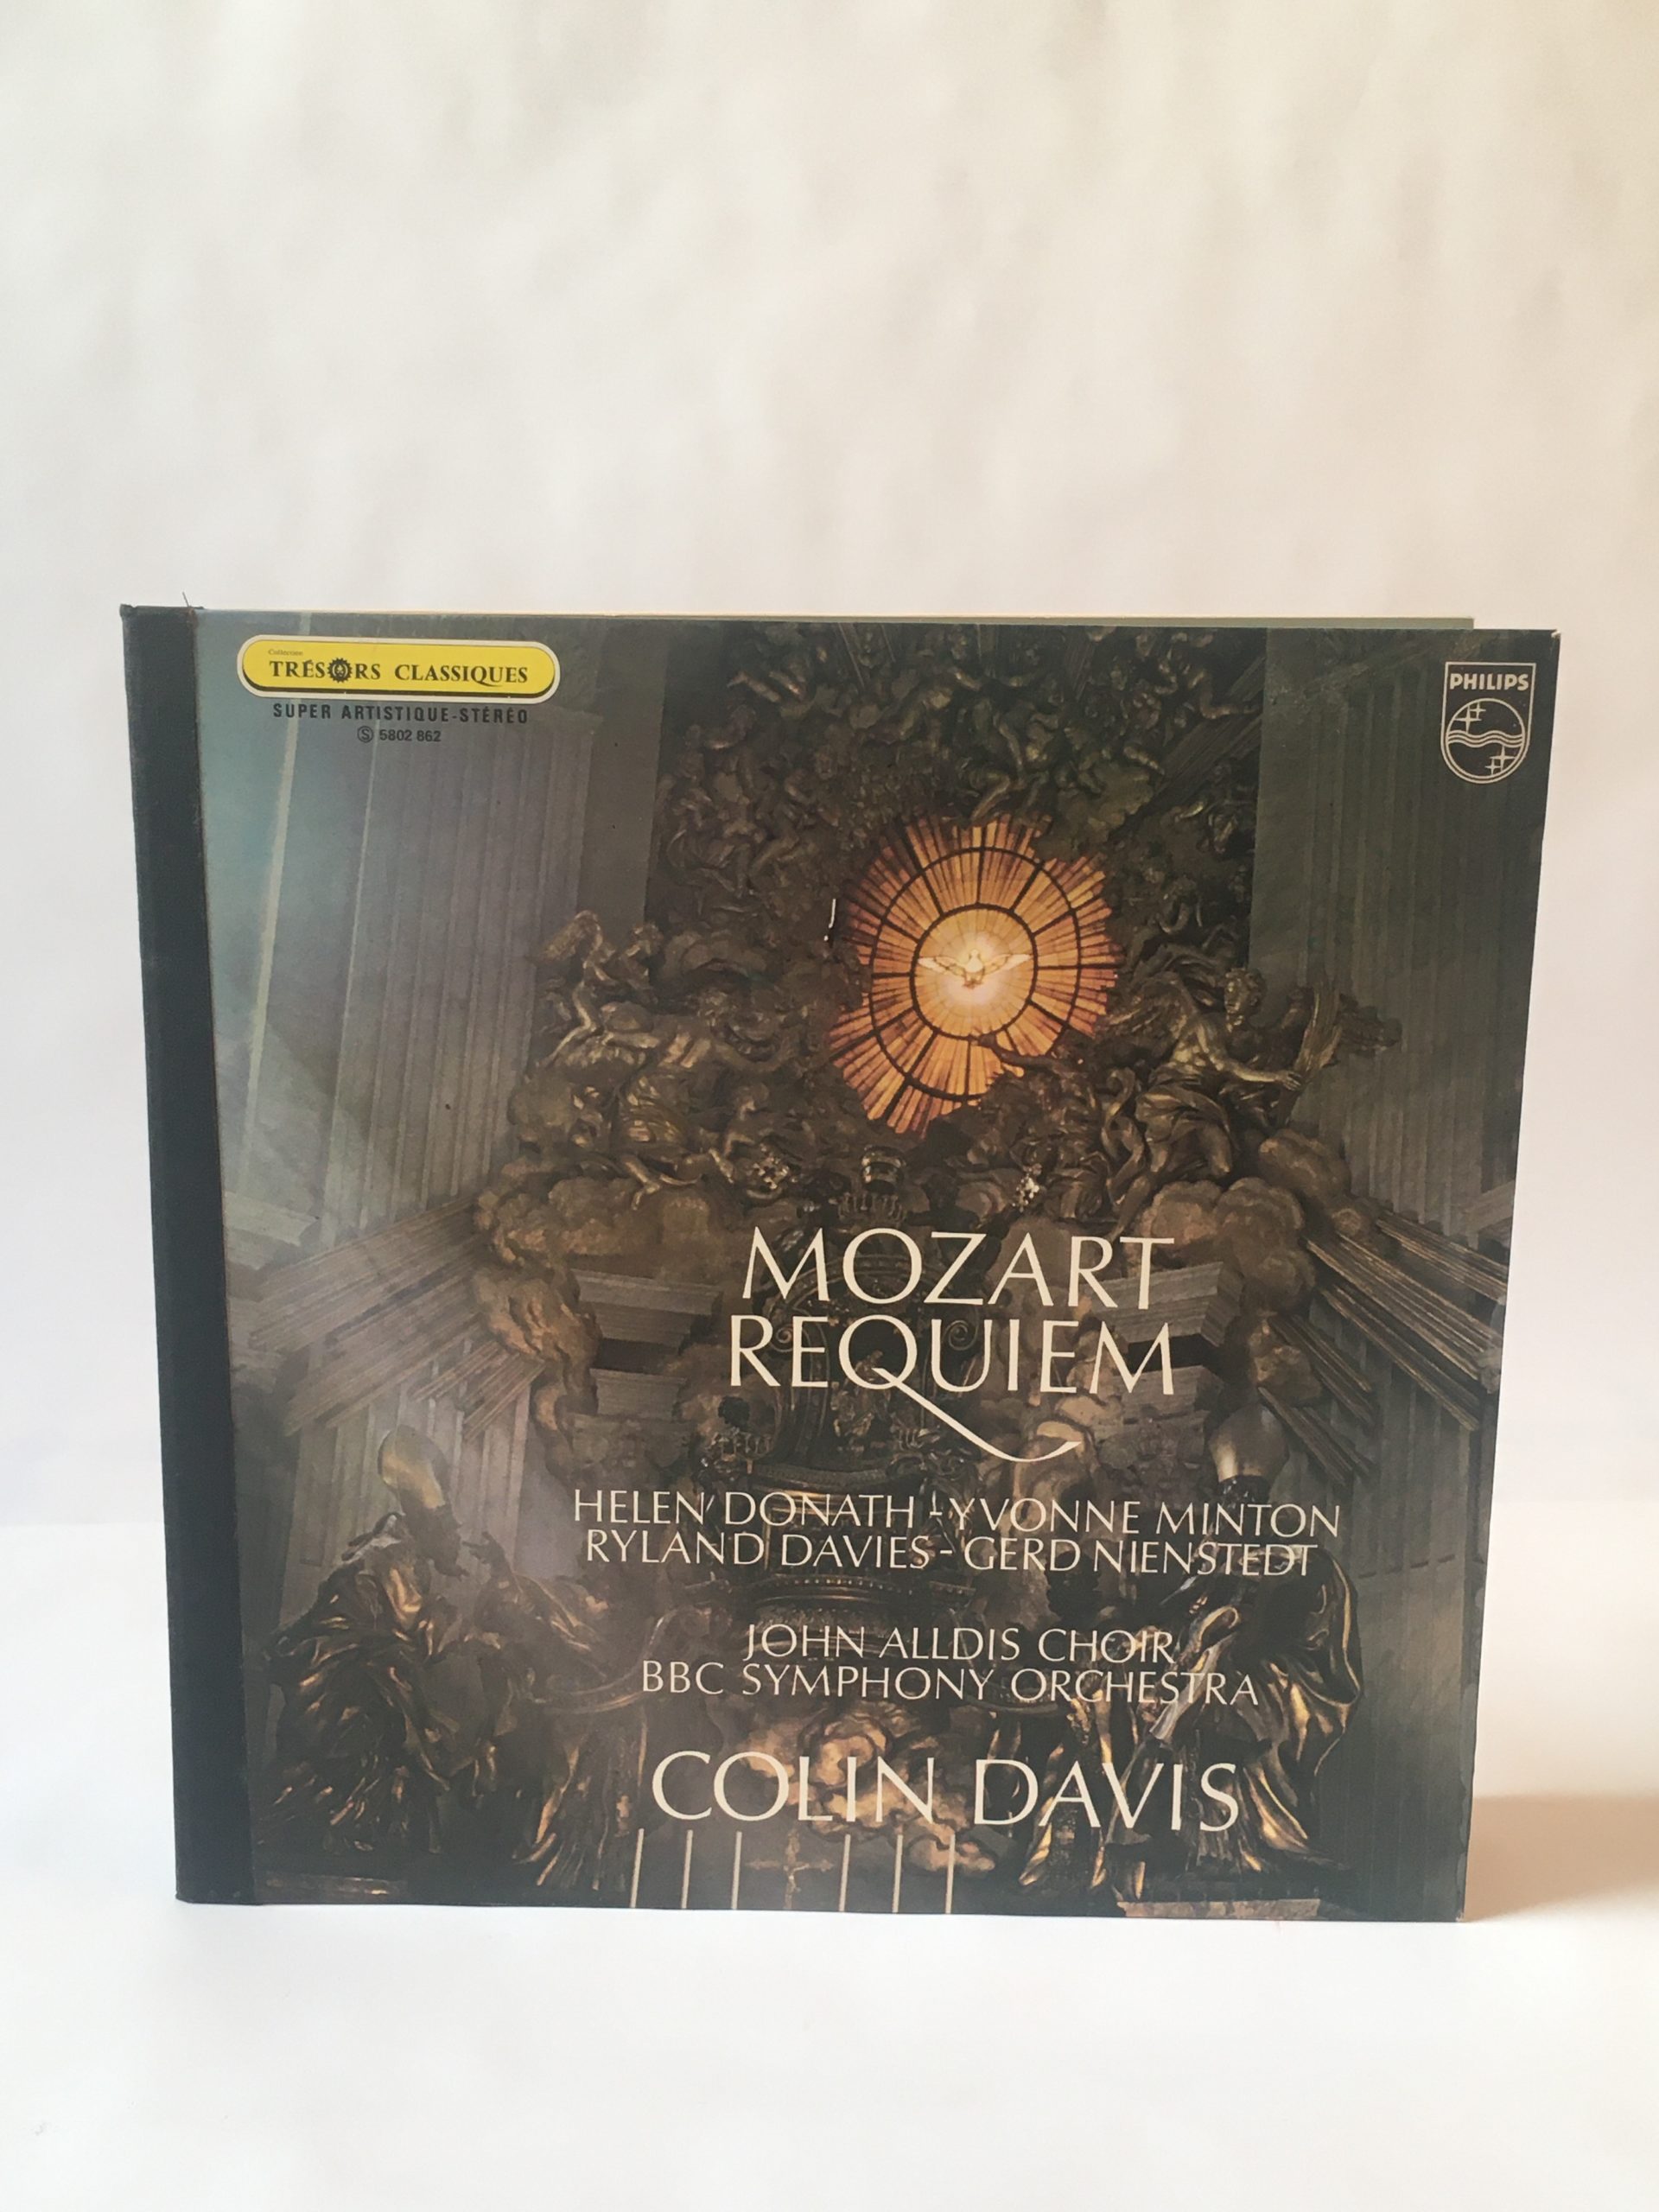 Collection
TRÉSORS CLASSIQUES
SUPER ARTISTIQUE-STÉRÉO
Ⓢ 5802 862
PHILIPS
MOZART
REQUIEM
HELEN DONATH - YVONNE MINTON
RYLAND DAVIES - GERD NIENSTEDT
JOHN ALLDIS CHOIR
BBC SYMPHONY ORCHESTRA
COLIN DAVIS